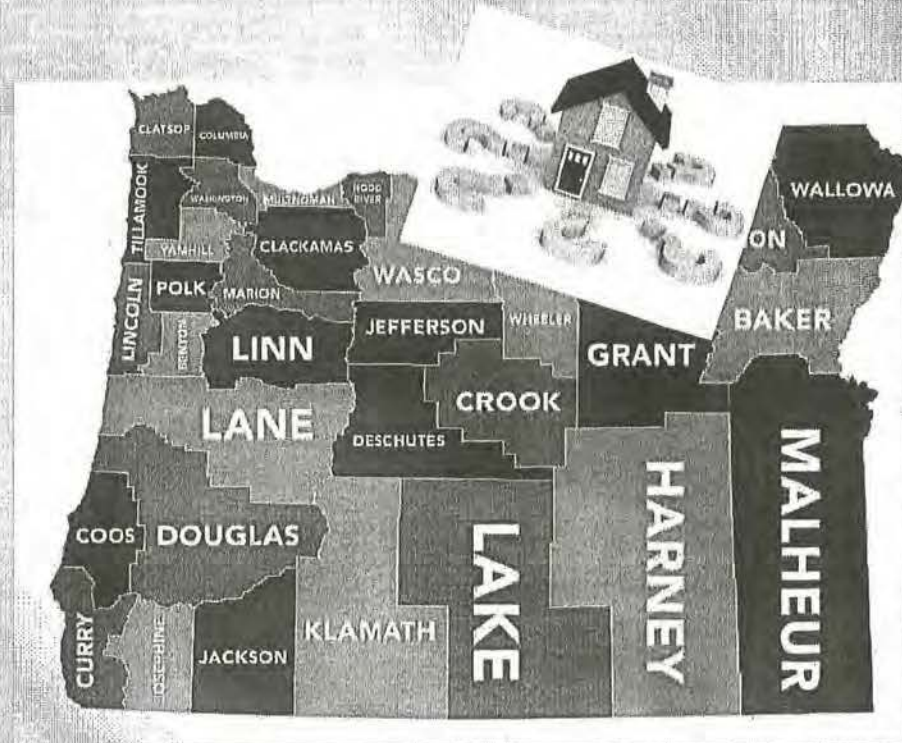 CLATSOP
COLUMBIA
TILLAMOOK
WASHINGTON
MULTNOMAH
HOOD
RIVER
WALLOWA
ON
YAMHILL
CLACKAMAS
WASCO
LINCOLN
POLK
MARION
BENTON
LINN
JEFFERSON
WHEELER
BAKER
GRANT
LANE
CROOK
DESCHUTES
COOS
DOUGLAS
LAKE
HARNEY
MALHEUR
CURRY
JOSEPHINE
JACKSON
KLAMATH